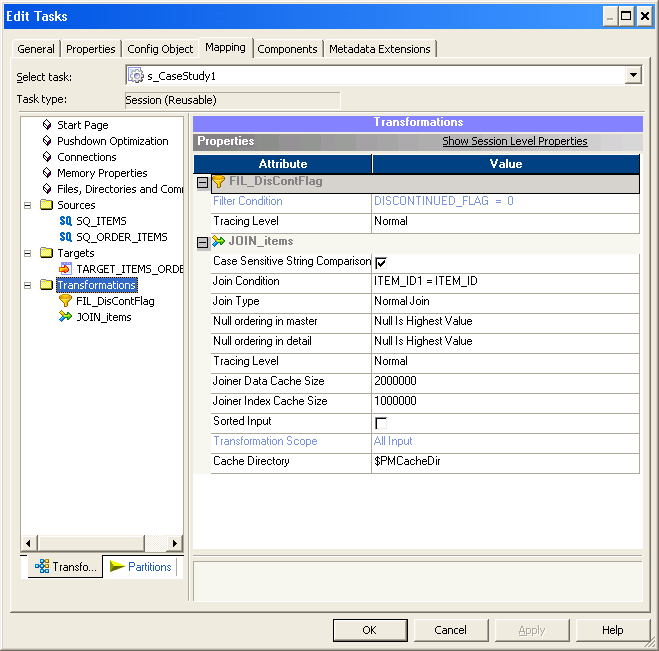 Edit Tasks
General Properties Config Object Mapping Components Metadata Extensions
Select task: s_CaseStudy1
Task type: Session (Reusable)
Start Page
Pushdown Optimization
Connections
Memory Properties
Files, Directories and Com
Sources
SQ SQ_ITEMS
SQ SQ_ORDER_ITEMS
Targets
TARGET_ITEMS_ORDE
Transformations
FIL_DisContFlag
JOIN_items
Transfo... Partitions
Transformations
Properties Show Session Level Properties
Attribute Value
FIL_DisContFlag
Filter Condition DISCONTINUED_FLAG = 0
Tracing Level Normal
JOIN_items
Case Sensitive String Comparison
Join Condition ITEM_ID1 = ITEM_ID
Join Type Normal Join
Null ordering in master Null Is Highest Value
Null ordering in detail Null Is Highest Value
Tracing Level Normal
Joiner Data Cache Size 2000000
Joiner Index Cache Size 1000000
Sorted Input
Transformation Scope All Input
Cache Directory $PMCacheDir
OK Cancel Apply Help